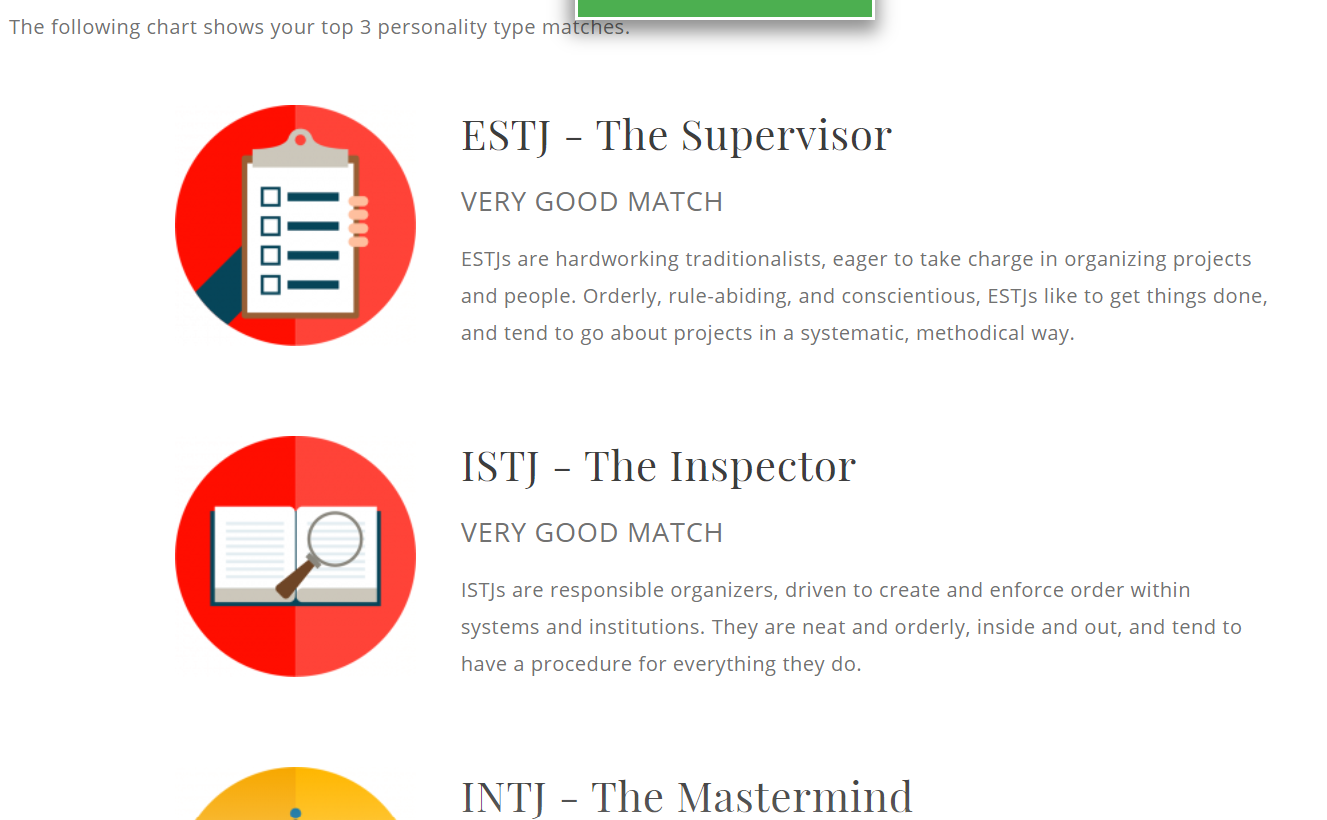 The following chart shows your top 3 personality type matches.
ESTJ - The Supervisor
VERY GOOD MATCH
ESTJs are hardworking traditionalists, eager to take charge in organizing projects
and people. Orderly, rule-abiding, and conscientious, ESTJs like to get things done,
and tend to go about projects in a systematic, methodical way.
ISTJ - The Inspector
VERY GOOD MATCH
ISTJs are responsible organizers, driven to create and enforce order within
systems and institutions. They are neat and orderly, inside and out, and tend to
have a procedure for everything they do.
INTJ - The Mastermind